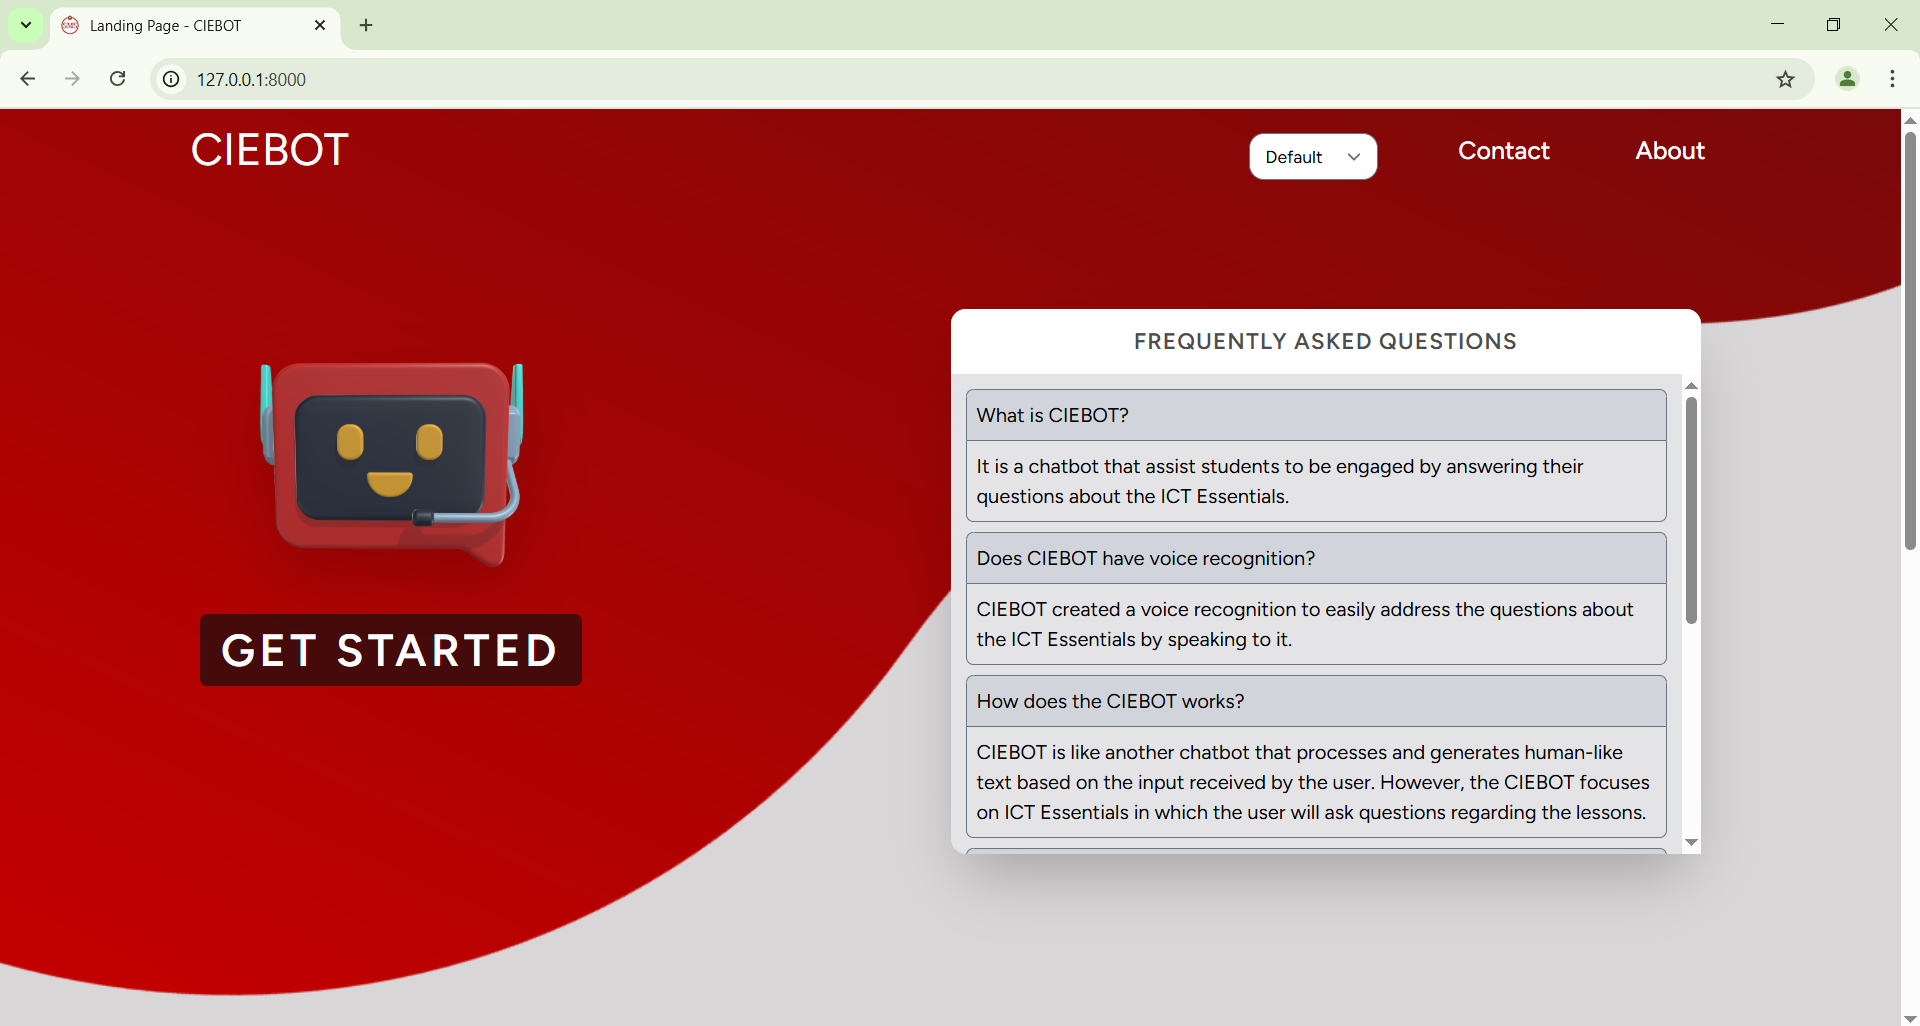 Landing Page - CIEBOT
127.0.0.1:8000
CIEBOT
Default
Contact
About
FREQUENTLY ASKED QUESTIONS
What is CIEBOT?
It is a chatbot that assist students to be engaged by answering their
questions about the ICT Essentials.
Does CIEBOT have voice recognition?
CIEBOT created a voice recognition to easily address the questions about
the ICT Essentials by speaking to it.
How does the CIEBOT works?
CIEBOT is like another chatbot that processes and generates human-like
text based on the input received by the user. However, the CIEBOT focuses
on ICT Essentials in which the user will ask questions regarding the lessons.
GET STARTED